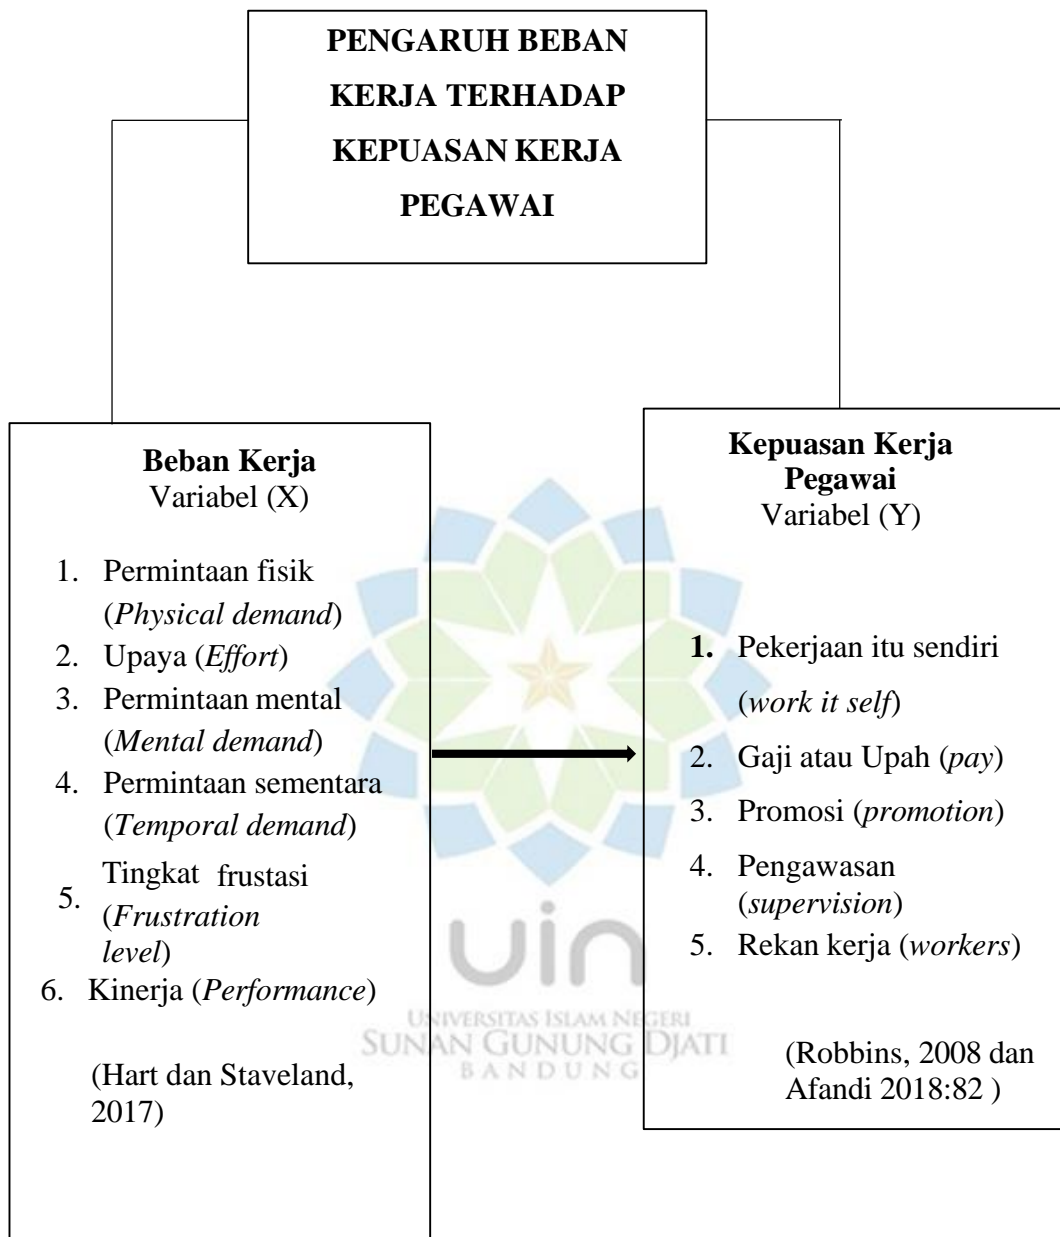 PENGARUH BEBAN
KERJA TERHADAP
KEPUASAN KERJA
PEGAWAI
Beban Kerja
Variabel (X)
1. Permintaan fisik
(Physical demand)
2. Upaya (Effort)
3. Permintaan mental
(Mental demand)
4. Permintaan sementara
(Temporal demand)
5. Tingkat frustasi
(Frustration
level)
6. Kinerja (Performance)
(Hart dan Staveland,
2017)
Kepuasan Kerja
Pegawai
Variabel (Y)
1. Pekerjaan itu sendiri
(work it self)
2. Gaji atau Upah (pay)
3. Promosi (promotion)
4. Pengawasan
(supervision)
5. Rekan kerja (workers)
(Robbins, 2008 dan
Afandi 2018:82 )
uin
UNIVERSITAS ISLAM NEGERI
SUNAN GUNUNG DJATI
BANDUNG